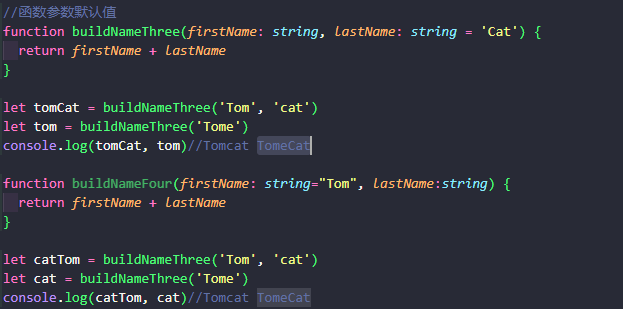 //函数参数默认值
function buildNameThree(firstName: string, lastName: string = 'Cat') {
  return firstName + lastName
}
let tomCat = buildNameThree('Tom', 'cat')
let tom = buildNameThree('Tome')
console.log(tomCat, tom)//Tomcat TomeCat
function buildNameFour(firstName: string="Tom", lastName:string) {
  return firstName + lastName
}
let catTom = buildNameThree('Tom', 'cat')
let cat = buildNameThree('Tome')
console.log(catTom, cat)//Tomcat TomeCat